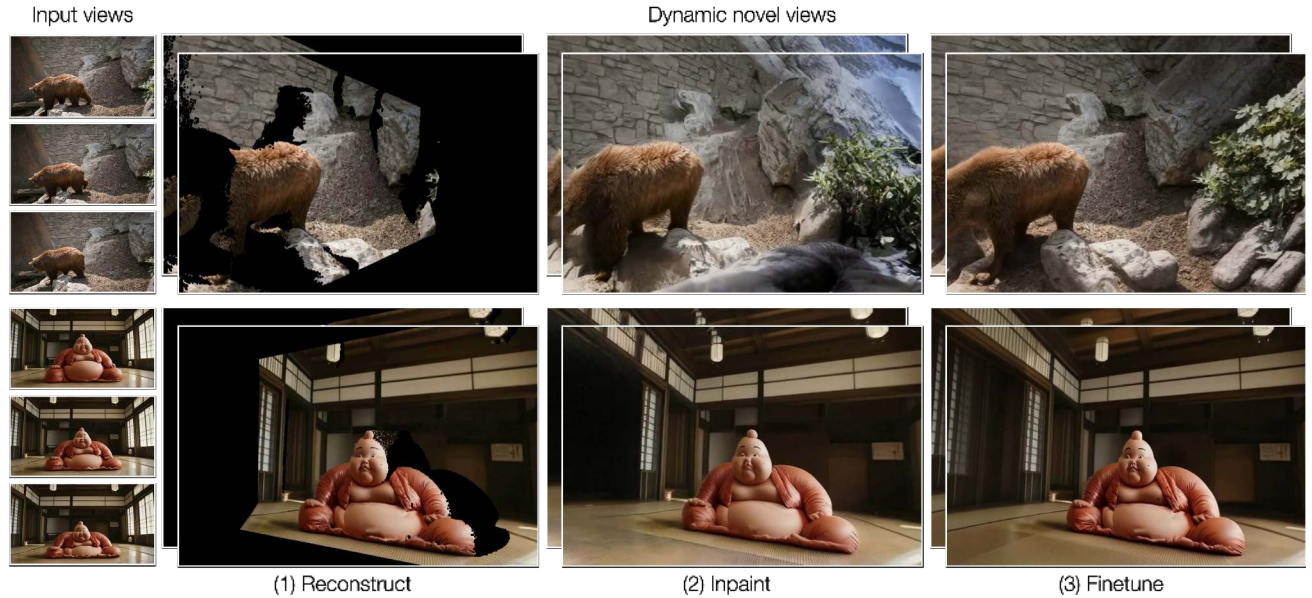 Input views
Dynamic novel views
(1) Reconstruct
(2) Inpaint
(3) Finetune